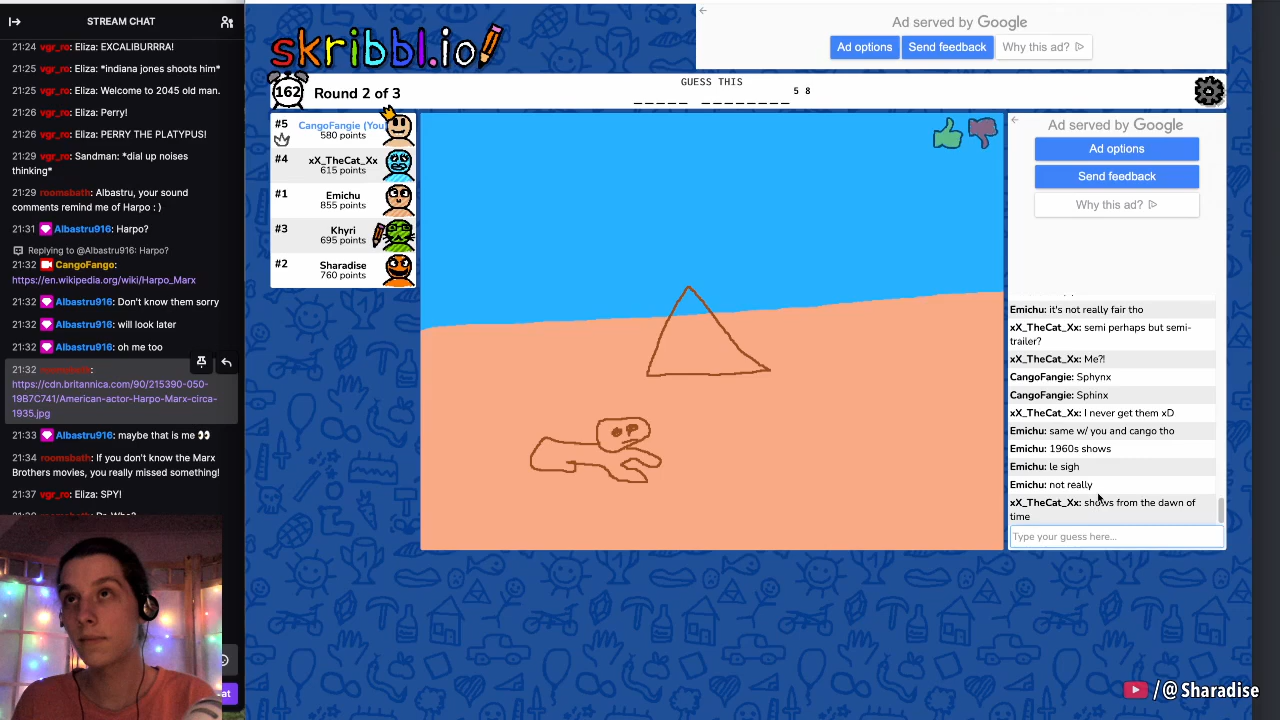 STREAM CHAT
21:24 vgr_ro: Eliza: EXCALIBURRRA!
21:25 vgr_ro: Eliza: *indiana jones shoots him*
21:25 vgr_ro: Eliza: Welcome to 2045 old man.
21:26 vgr_ro: Eliza: Perry!
21:26 vgr_ro: Eliza: PERRY THE PLATYPUS!
21:29 vgr_ro: Sandman: *dial up noises
thinking*
21:29 roomsbath: Albastru, your sound
comments remind me of Harpo : )
21:31 Albastru916: Harpo?
Replying to @Albastru916: Harpo?
21:32 CangoFango:
https://en.wikipedia.org/wiki/Harpo_Marx
21:32 Albastru916: Don't know them sorry
21:32 Albastru916: will look later
21:32 Albastru916: oh me too
21:32 roomsbath:
https://cdn.britannica.com/90/215390-050-
19B7C741/American-actor-Harpo-Marx-circa-
1935.jpg
21:33 Albastru916: maybe that is me 👀
21:34 roomsbath: If you don't know the Marx
Brothers movies, you really missed something!
21:37 vgr_ro: Eliza: SPY!
skribbl.io
Ad served by Google
Ad options
Send feedback
Why this ad?
162
Round 2 of 3
GUESS THIS
_____ ________ 5 8
#5
CangoFangie (You)
580 points
#4
xX_TheCat_Xx
615 points
#1
Emichu
855 points
#3
Khyri
695 points
#2
Sharadise
760 points
Ad served by Google
Ad options
Send feedback
Why this ad?
Emichu: it's not really fair tho
xX_TheCat_Xx: semi perhaps but semi-
trailer?
xX_TheCat_Xx: Me?!
CangoFangie: Sphynx
CangoFangie: Sphinx
xX_TheCat_Xx: I never get them xD
Emichu: same w/ you and cango tho
Emichu: 1960s shows
Emichu: le sigh
Emichu: not really
xX_TheCat_Xx: shows from the dawn of
time
Type your guess here...
at
/@Sharadise